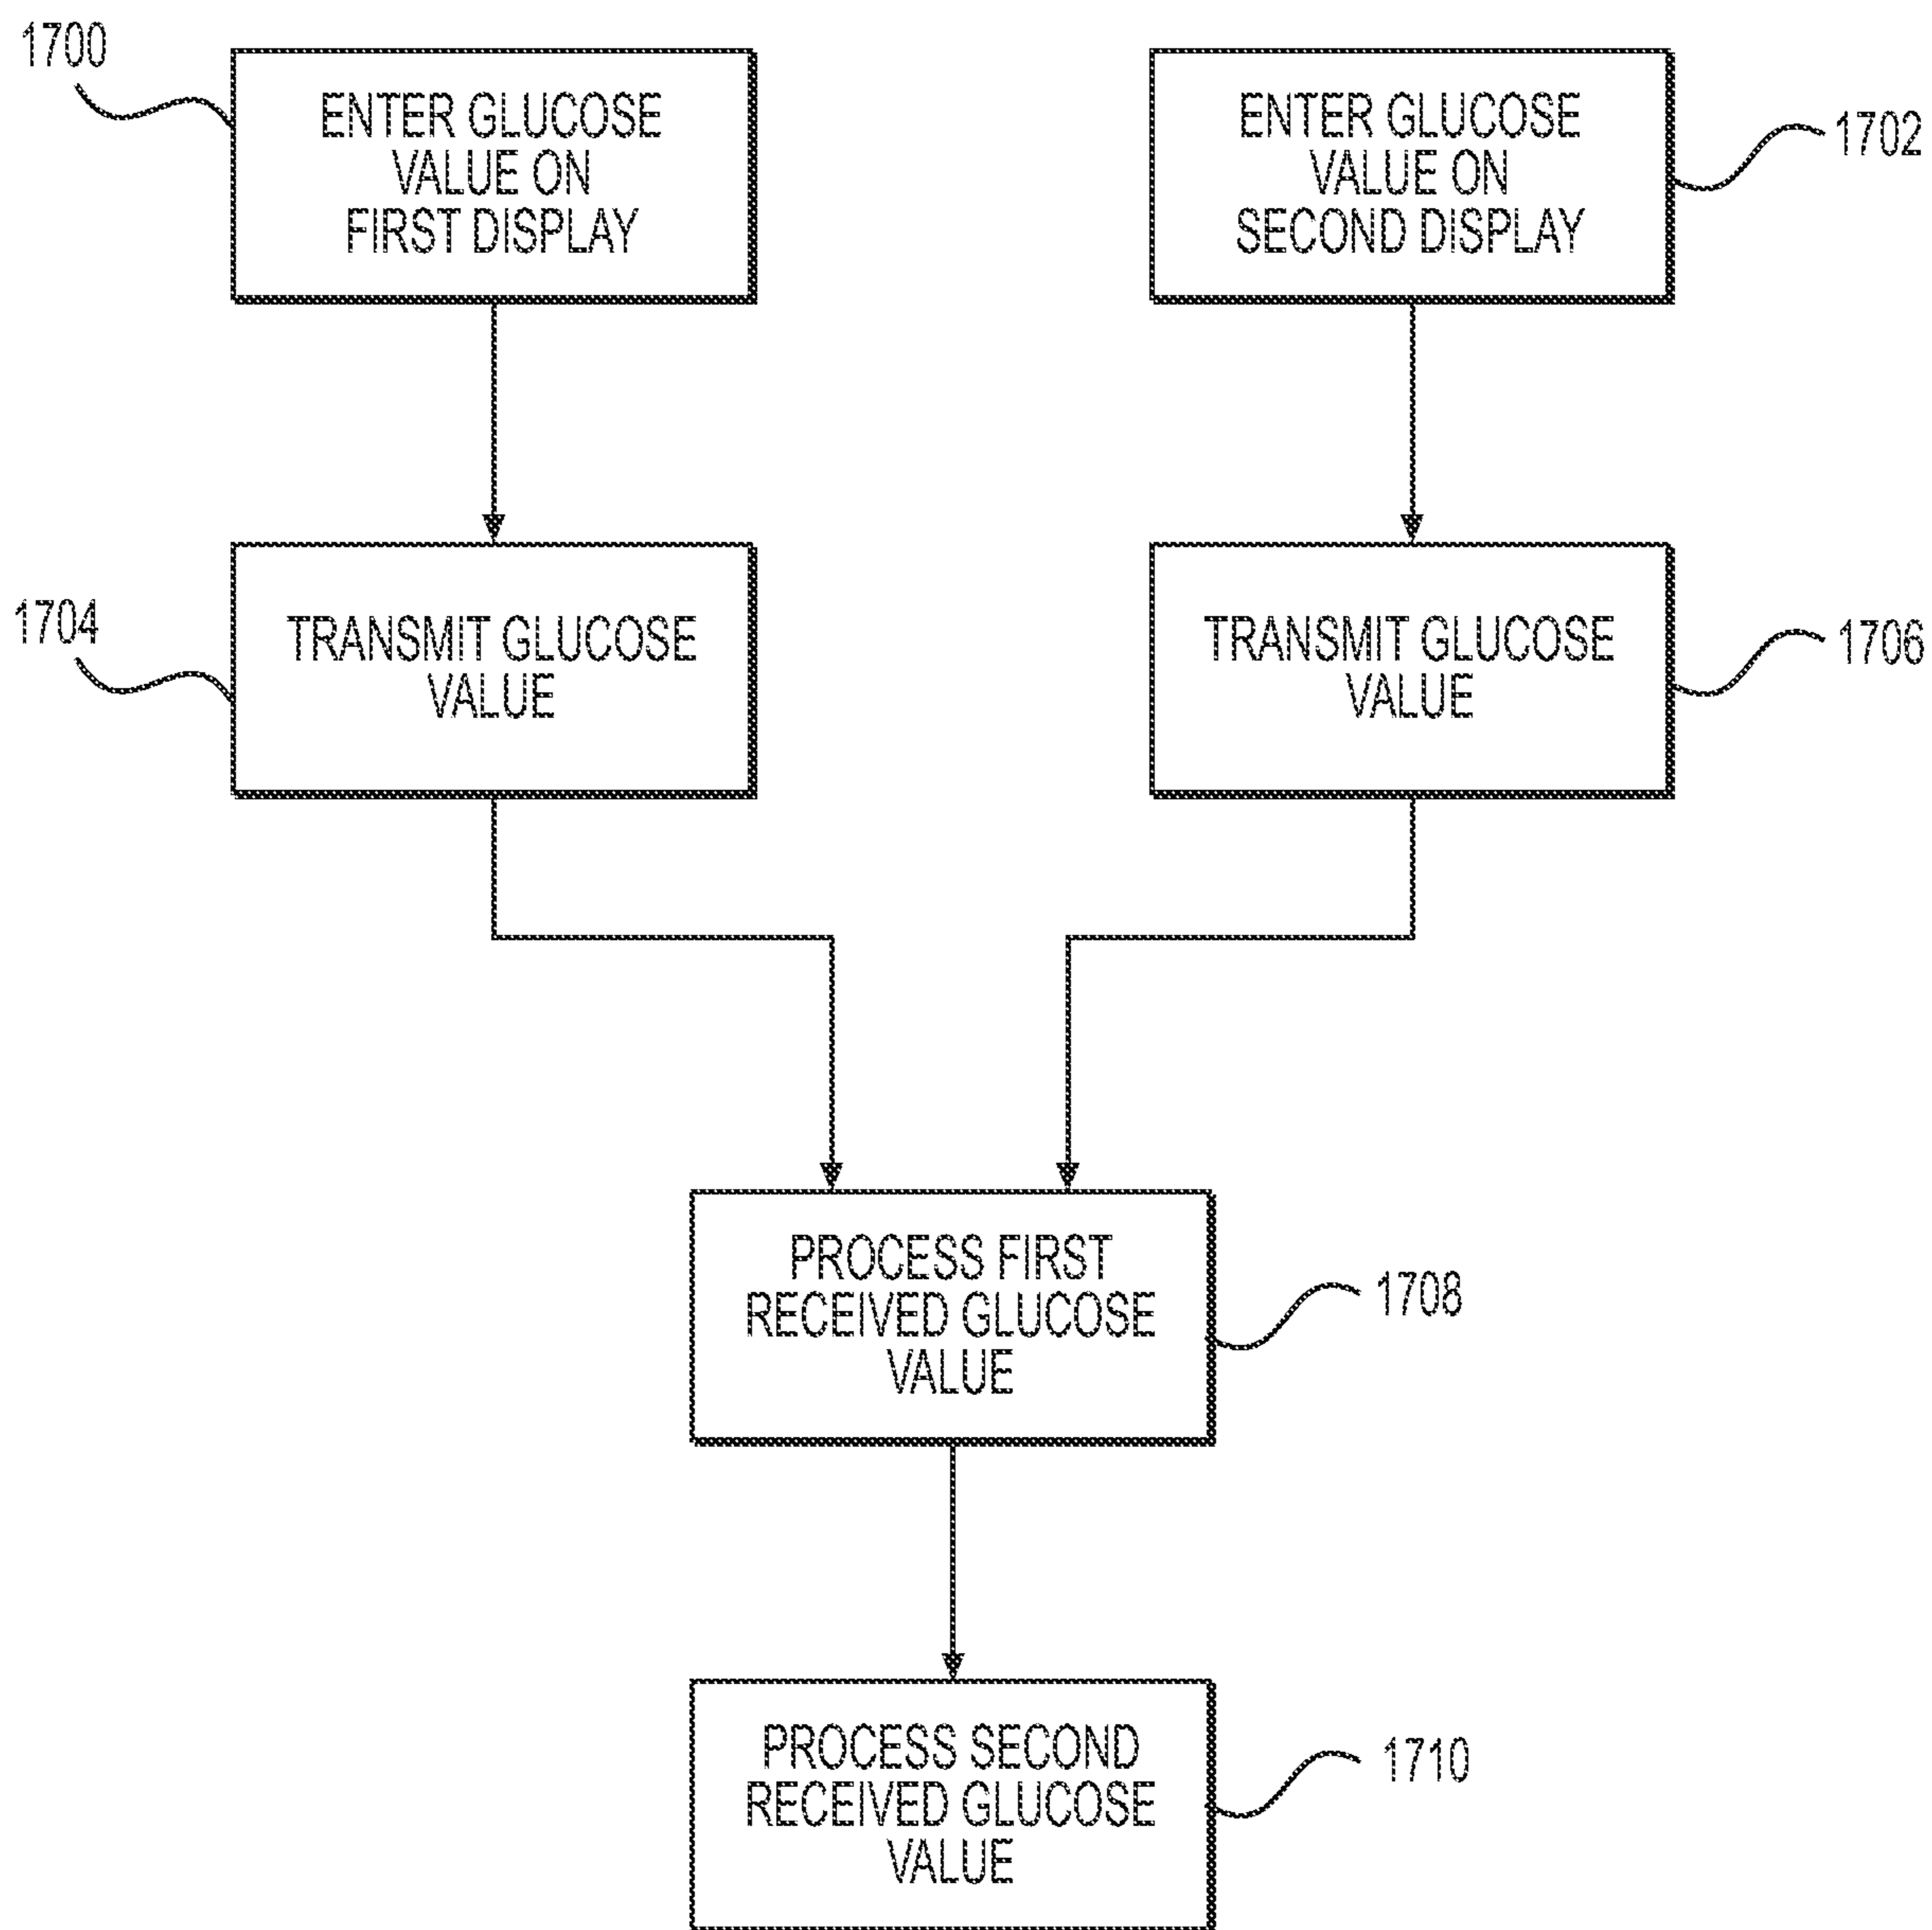 1700
ENTER GLUCOSE
VALUE ON
FIRST DISPLAY
ENTER GLUCOSE
VALUE ON
SECOND DISPLAY
1702
1704
TRANSMIT GLUCOSE
VALUE
TRANSMIT GLUCOSE
VALUE
1706
PROCESS FIRST
RECEIVED GLUCOSE
VALUE
1708
PROCESS SECOND
RECEIVED GLUCOSE
VALUE
1710